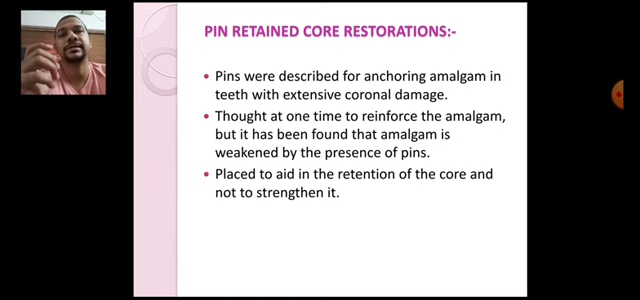 PIN RETAINED CORE RESTORATIONS:-
Pins were described for anchoring amalgam in
teeth with extensive coronal damage.
Thought at one time to reinforce the amalgam,
but it has been found that amalgam is
weakened by the presence of pins.
Placed to aid in the retention of the core and
not to strengthen it.